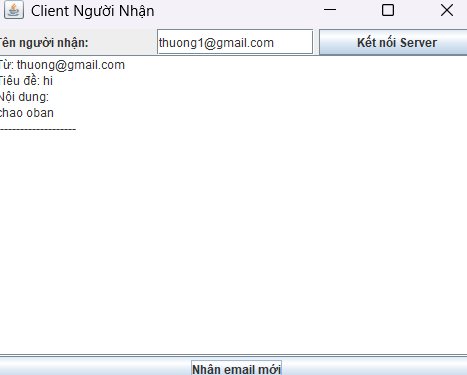 Client Người Nhận
Tên người nhận: thuong1@gmail.com Kết nối Server
Từ: thuong@gmail.com
Tiêu đề: hi
Nội dung:
chao oban
-------------------
Nhận email mới